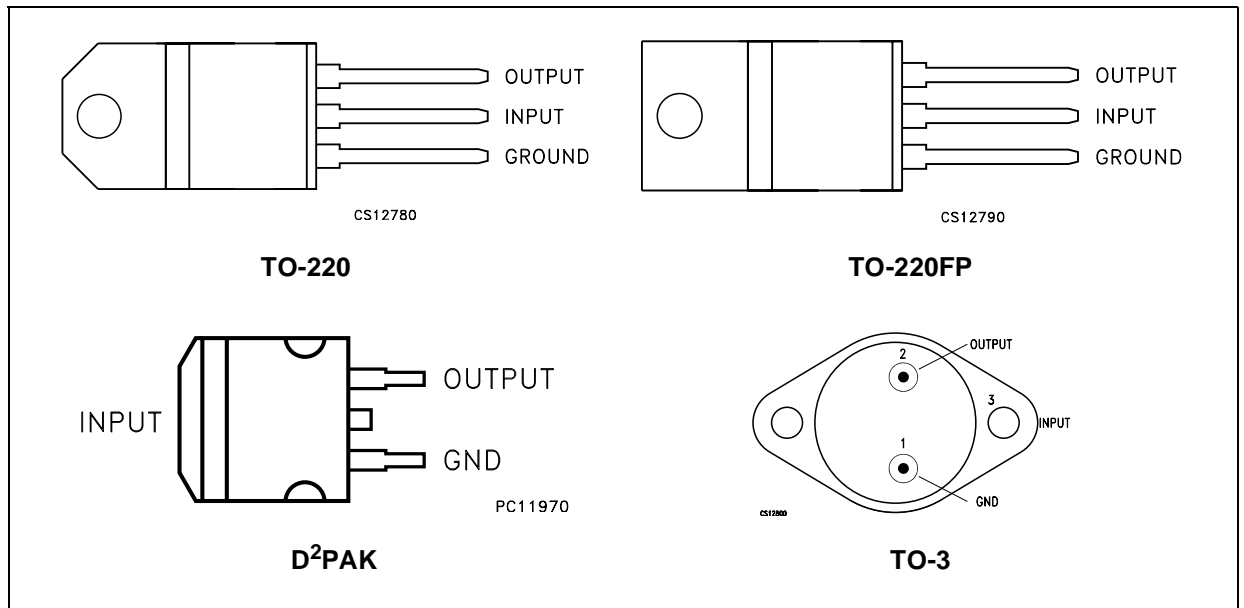 OUTPUT
INPUT
GROUND
CS12780
TO-220
OUTPUT
INPUT
GROUND
CS12790
TO-220FP
INPUT
OUTPUT
GND
PC11970
D²PAK
2
OUTPUT
3
INPUT
1
GND
CS12800
TO-3